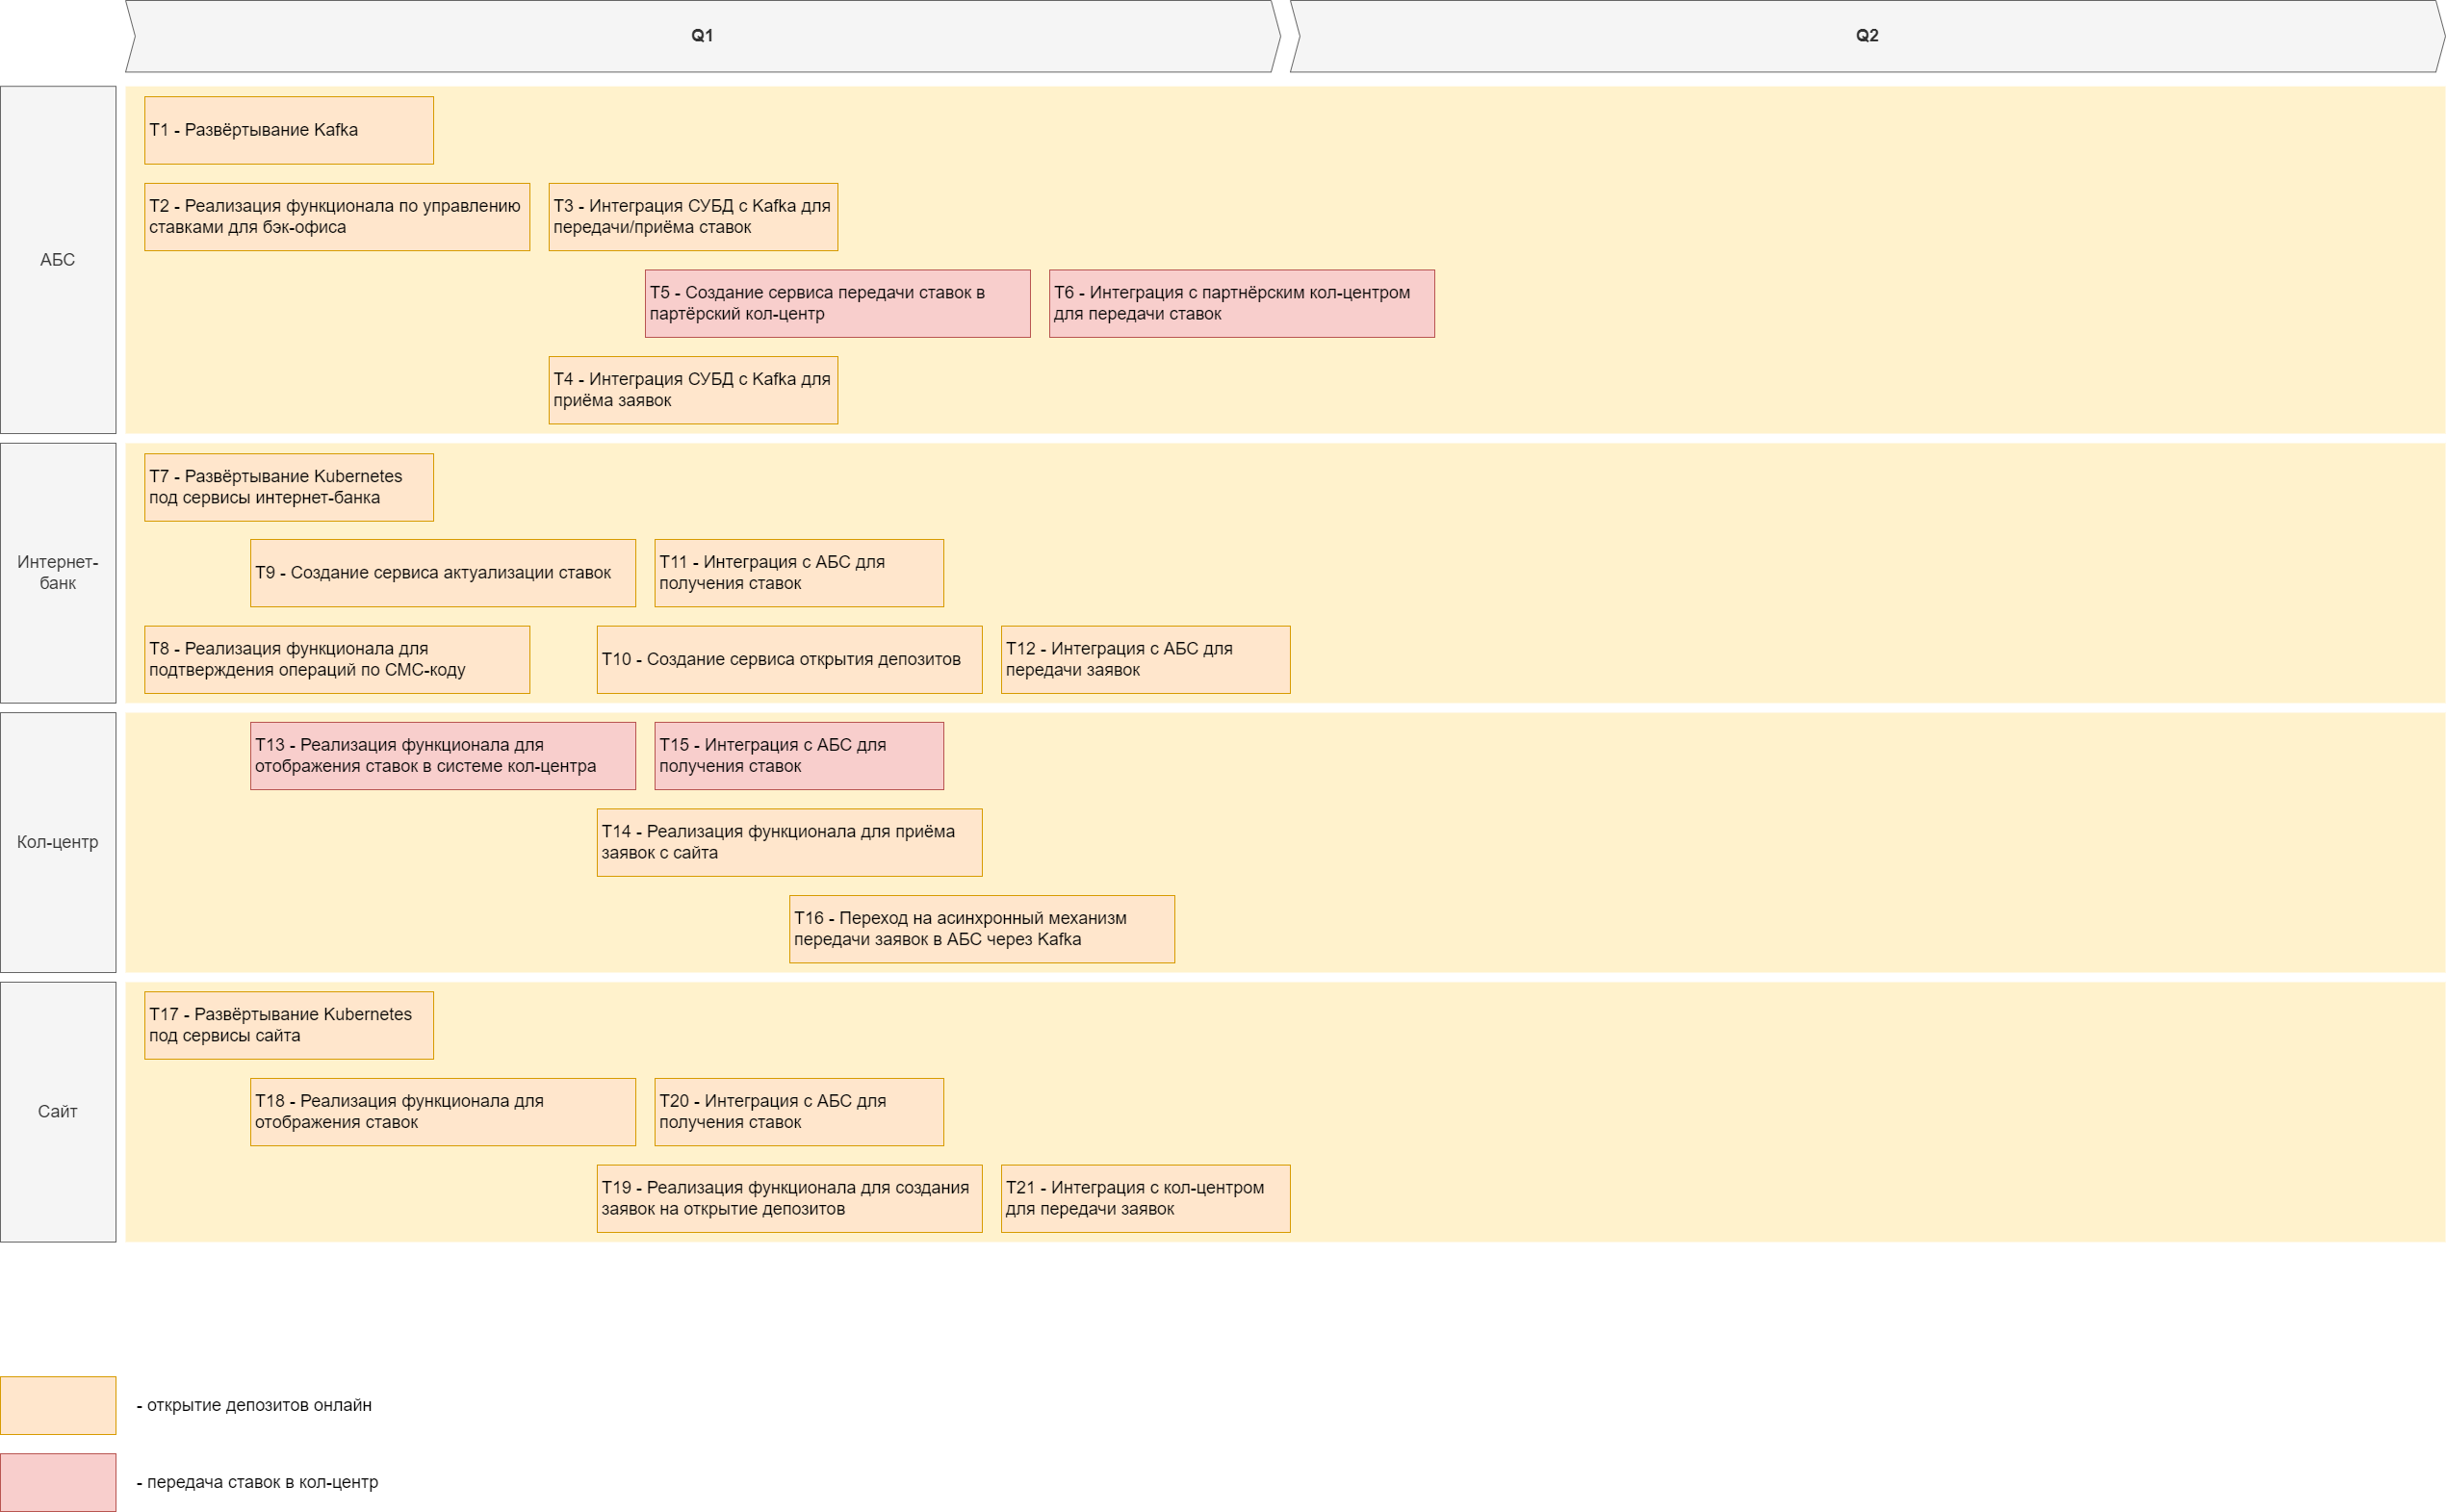 Q1
Q2
АБС
T1 - Развёртывание Kafka
T2 - Реализация функционала по управлению
ставками для бэк-офиса
T3 - Интеграция СУБД с Kafka для
передачи/приёма ставок
T5 - Создание сервиса передачи ставок в
партёрский кол-центр
T6 - Интеграция с партнёрским кол-центром
для передачи ставок
T4 - Интеграция СУБД с Kafka для
приёма заявок
Интернет-
банк
T7 - Развёртывание Kubernetes
под сервисы интернет-банка
T9 - Создание сервиса актуализации ставок
T11 - Интеграция с АБС для
получения ставок
T8 - Реализация функционала для
подтверждения операций по СМС-коду
T10 - Создание сервиса открытия депозитов
T12 - Интеграция с АБС для
передачи заявок
Кол-центр
T13 - Реализация функционала для
отображения ставок в системе кол-центра
T15 - Интеграция с АБС для
получения ставок
T14 - Реализация функционала для приёма
заявок с сайта
T16 - Переход на асинхронный механизм
передачи заявок в АБС через Kafka
Сайт
T17 - Развёртывание Kubernetes
под сервисы сайта
T18 - Реализация функционала для
отображения ставок
T20 - Интеграция с АБС для
получения ставок
T19 - Реализация функционала для создания
заявок на открытие депозитов
T21 - Интеграция с кол-центром
для передачи заявок
- открытие депозитов онлайн
- передача ставок в кол-центр